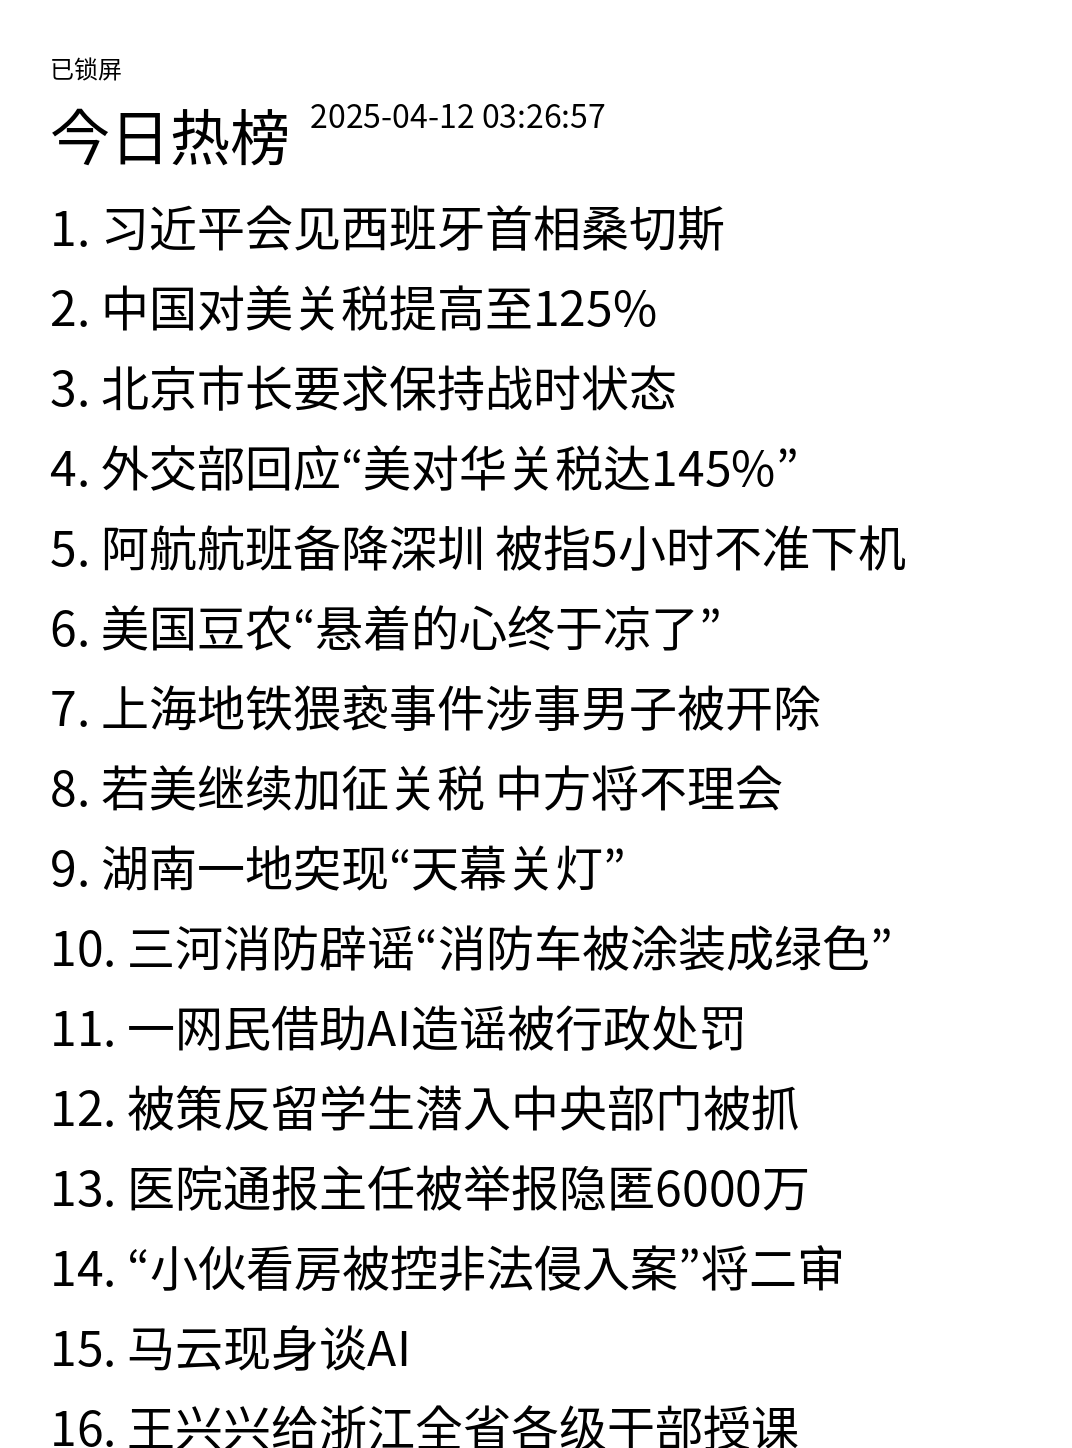 已锁屏
今日热榜 2025-04-12 03:26:57
1. 习近平会见西班牙首相桑切斯
2. 中国对美关税提高至125%
3. 北京市长要求保持战时状态
4. 外交部回应“美对华关税达145%”
5. 阿航航班备降深圳 被指5小时不准下机
6. 美国豆农“悬着的心终于凉了”
7. 上海地铁猥亵事件涉事男子被开除
8. 若美继续加征关税 中方将不理会
9. 湖南一地突现“天幕关灯”
10. 三河消防辟谣“消防车被涂装成绿色”
11. 一网民借助AI造谣被行政处罚
12. 被策反留学生潜入中央部门被抓
13. 医院通报主任被举报隐匿6000万
14. “小伙看房被控非法侵入案”将二审
15. 马云现身谈AI
16. 王兴兴给浙江全省各级干部授课